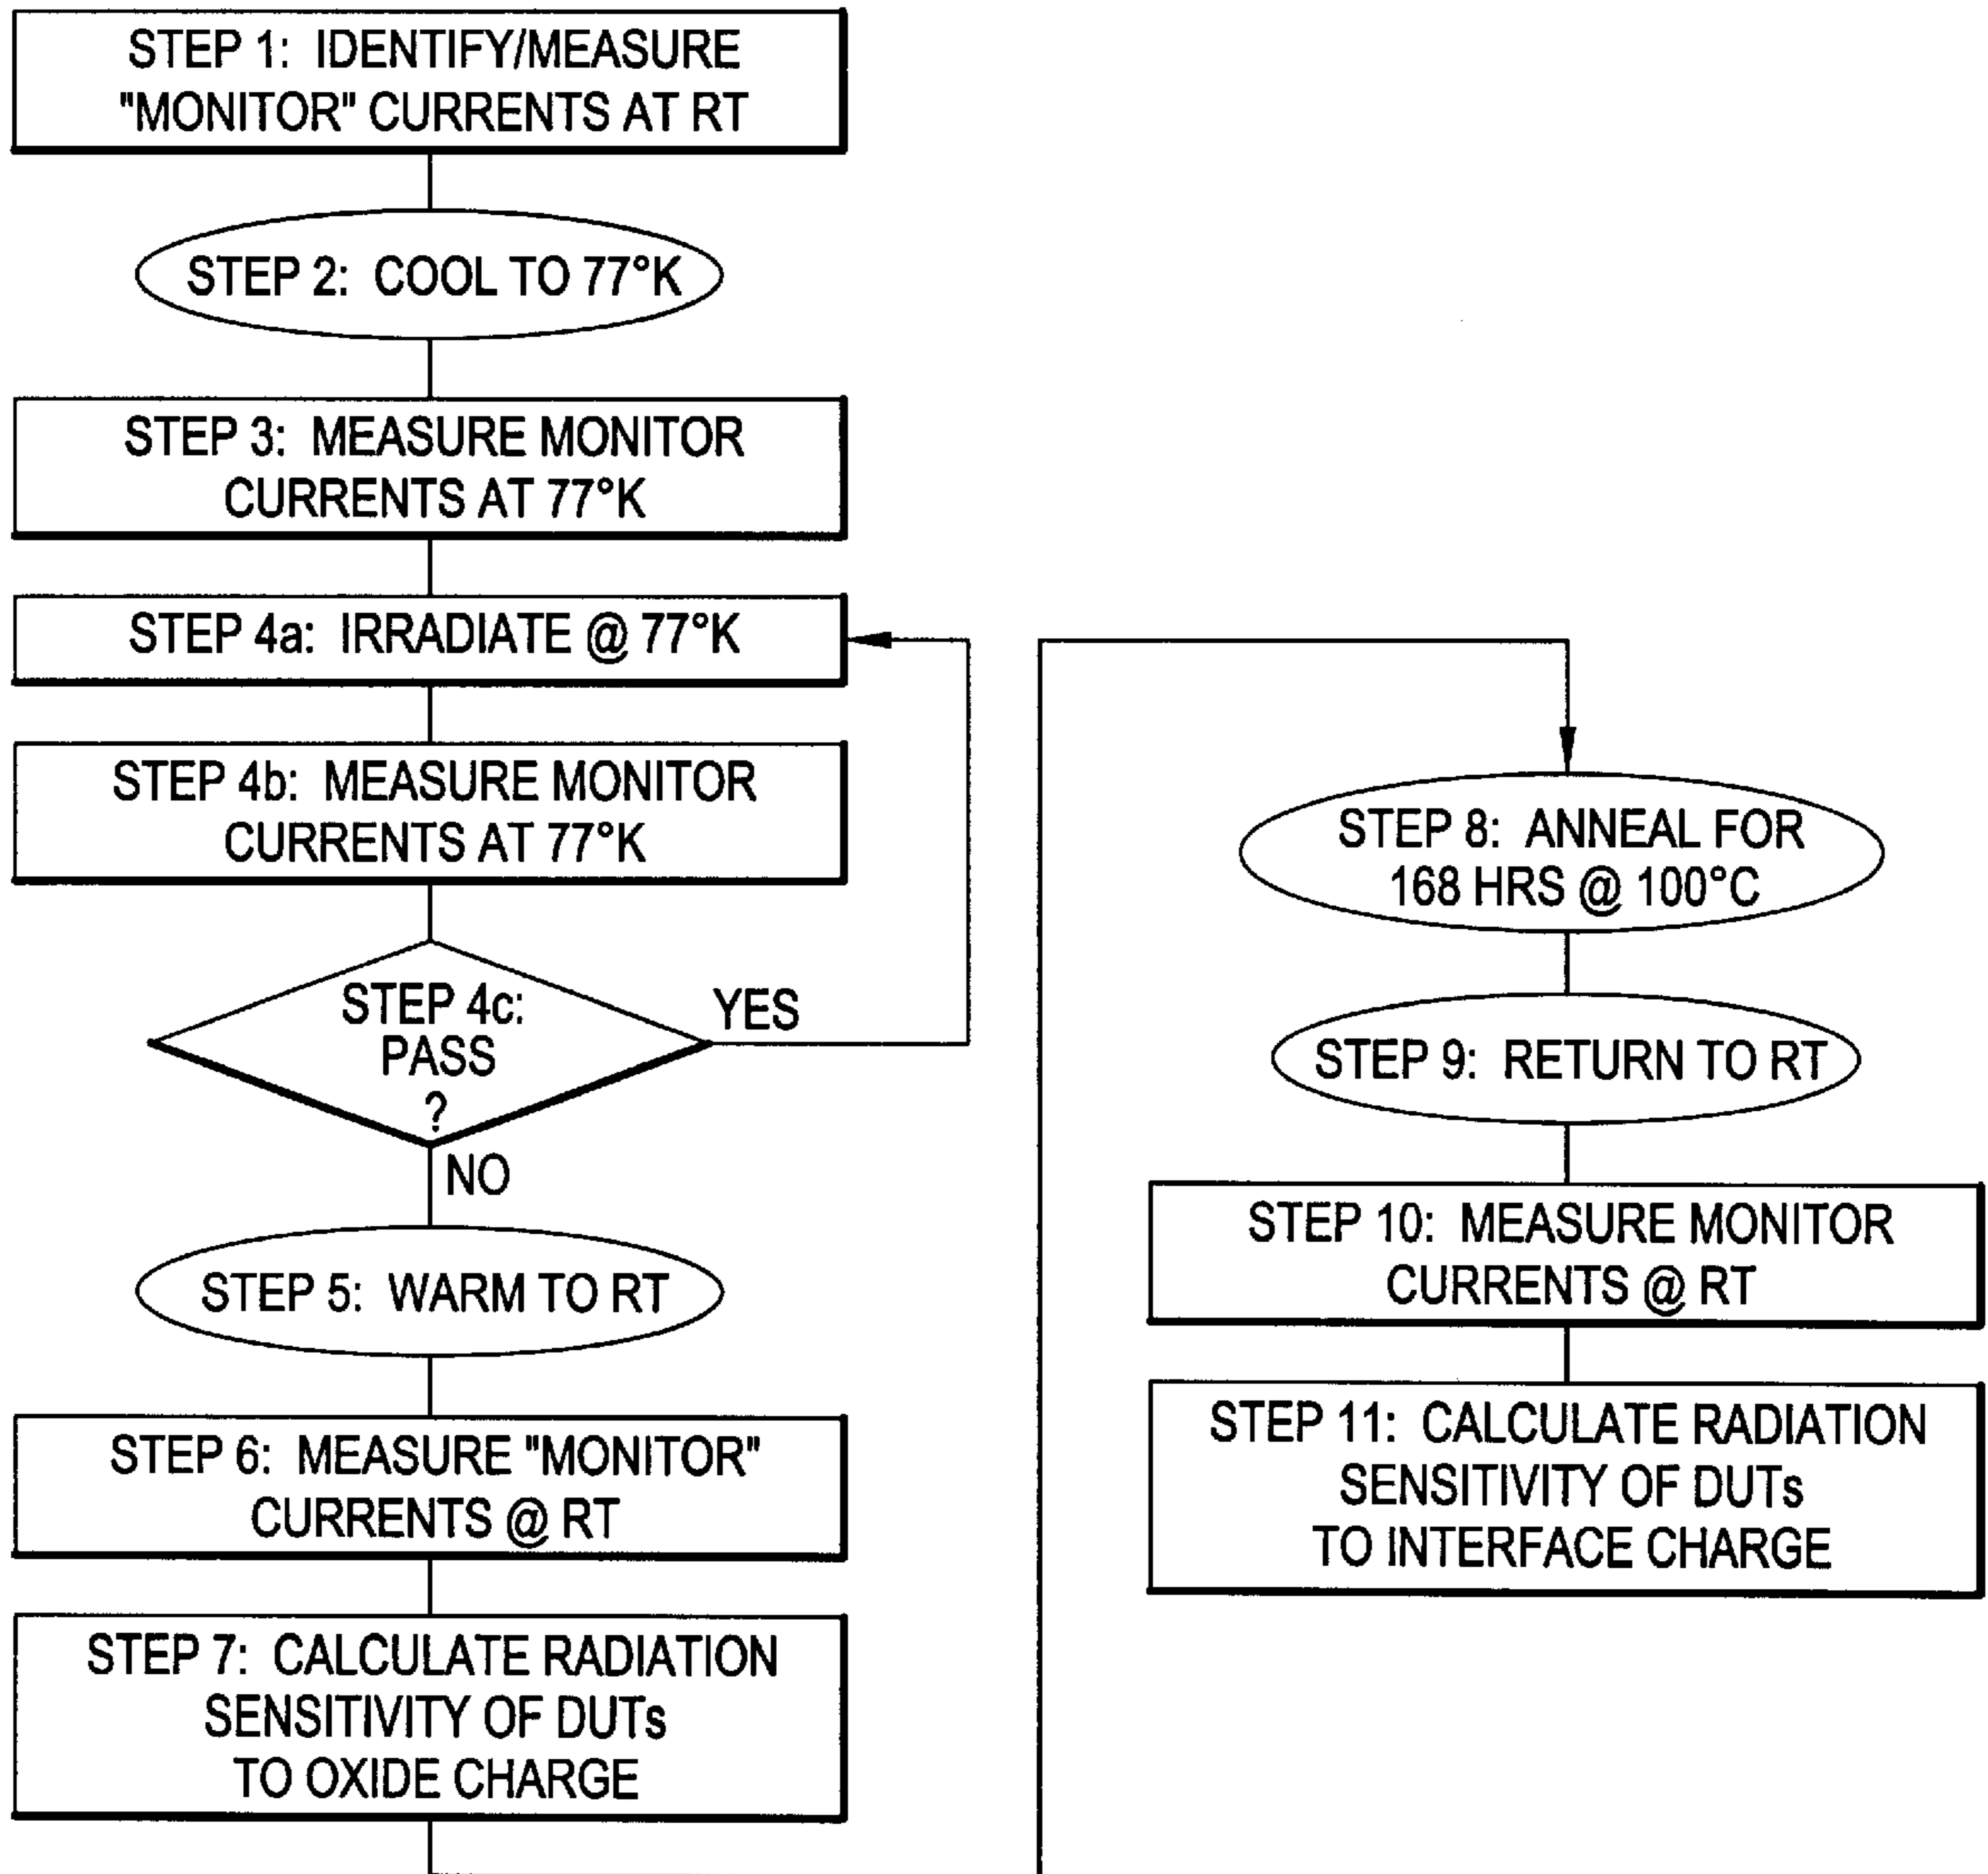 STEP 1: IDENTIFY/MEASURE
"MONITOR" CURRENTS AT RT
STEP 2: COOL TO 77°K
STEP 3: MEASURE MONITOR
CURRENTS AT 77°K
STEP 4a: IRRADIATE @ 77°K
STEP 4b: MEASURE MONITOR
CURRENTS AT 77°K
STEP 4c:
PASS
?
YES
NO
STEP 5: WARM TO RT
STEP 6: MEASURE "MONITOR"
CURRENTS @ RT
STEP 7: CALCULATE RADIATION
SENSITIVITY OF DUTs
TO OXIDE CHARGE
STEP 8: ANNEAL FOR
168 HRS @ 100°C
STEP 9: RETURN TO RT
STEP 10: MEASURE MONITOR
CURRENTS @ RT
STEP 11: CALCULATE RADIATION
SENSITIVITY OF DUTs
TO INTERFACE CHARGE